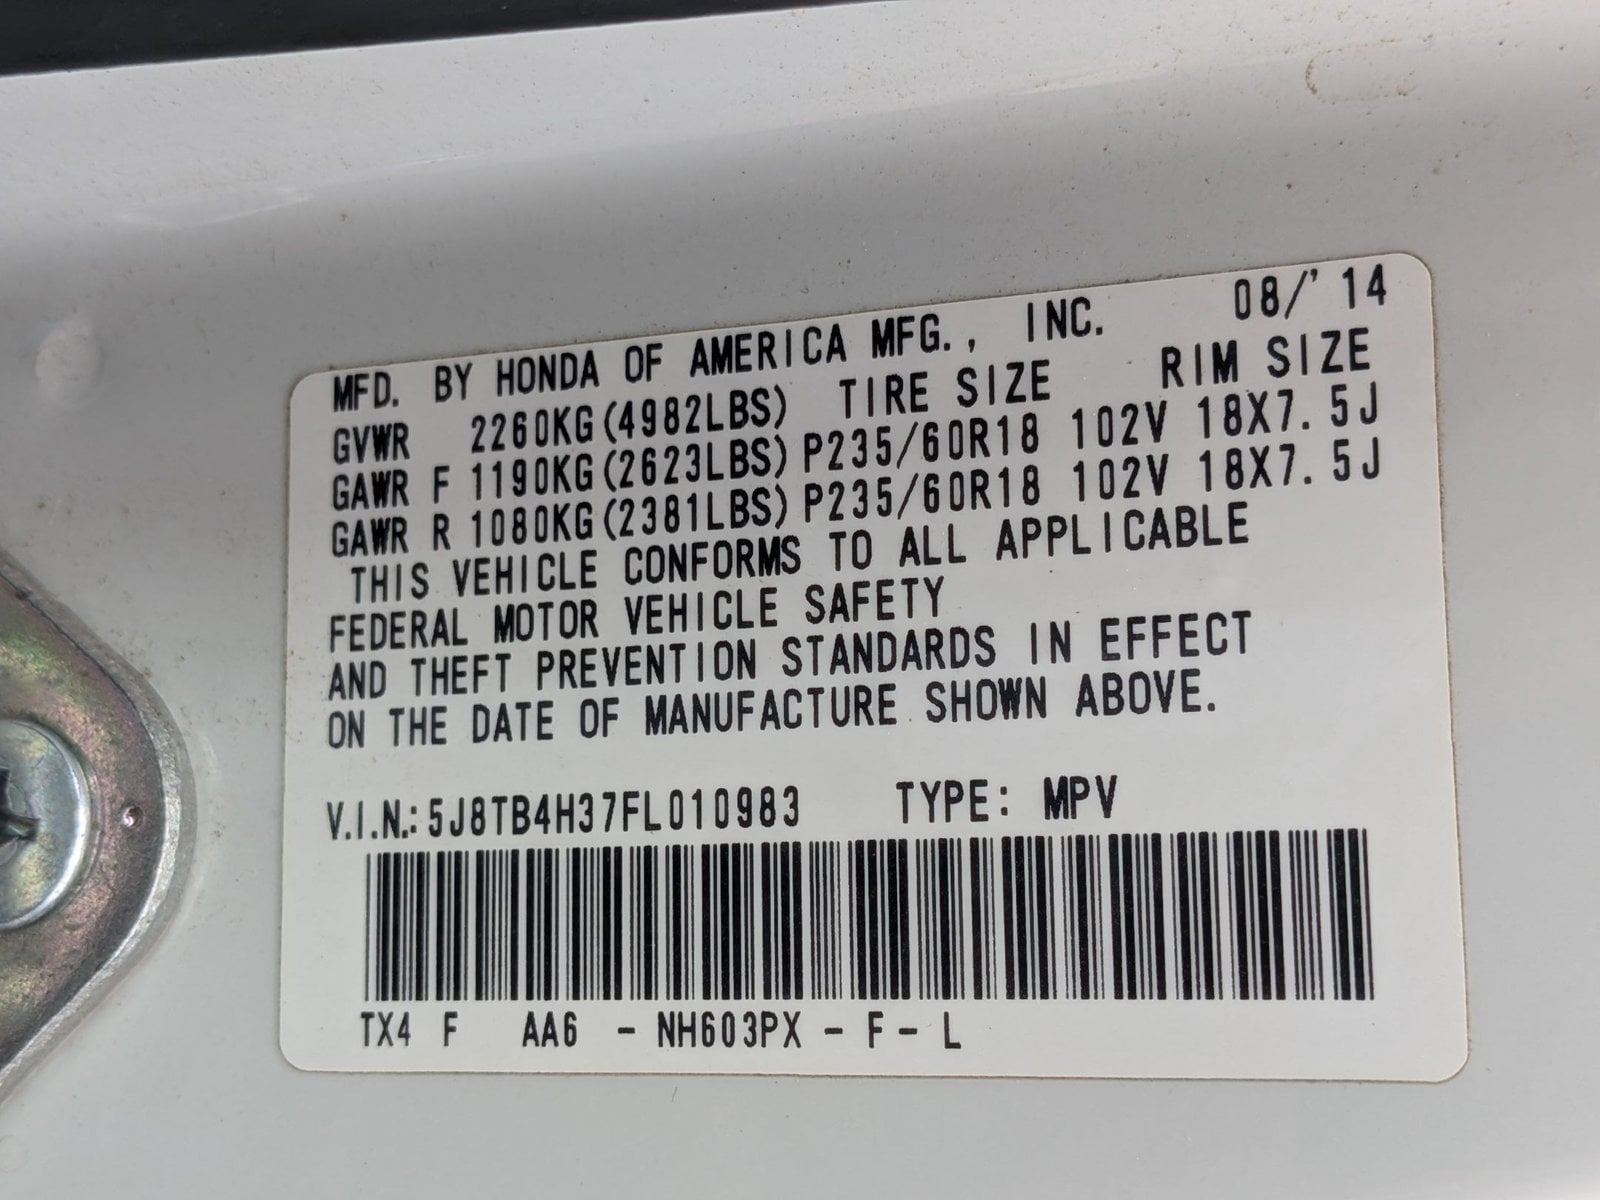 MFD. BY HONDA OF AMERICA MFG., INC. 08/'14
GVWR 2260KG(4982LBS) TIRE SIZE RIM SIZE
GAWR F 1190KG(2623LBS) P235/60R18 102V 18X7.5J
GAWR R 1080KG(2381LBS) P235/60R18 102V 18X7.5J
THIS VEHICLE CONFORMS TO ALL APPLICABLE
FEDERAL MOTOR VEHICLE SAFETY
AND THEFT PREVENTION STANDARDS IN EFFECT
ON THE DATE OF MANUFACTURE SHOWN ABOVE.
V.I.N.: 5J8TB4H37FL010983 TYPE: MPV
TX4 F AA6 - NH603PX - F - L